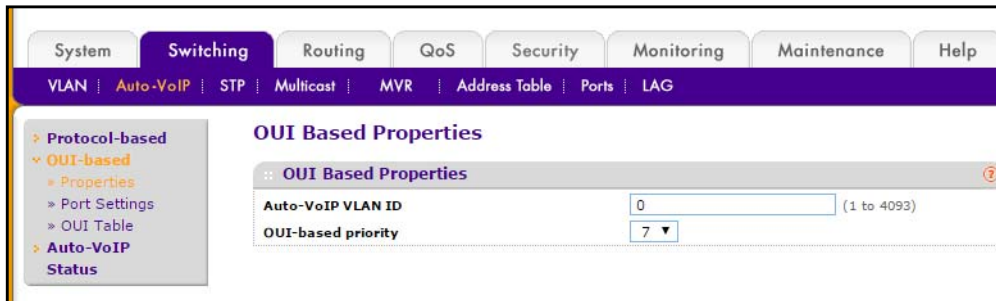 System Switching Routing QoS Security Monitoring Maintenance Help
VLAN Auto-VoIP STP Multicast MVR Address Table Ports LAG
Protocol-based
OUI-based
» Properties
» Port Settings
» OUI Table
Auto-VoIP
Status
OUI Based Properties
OUI Based Properties
Auto-VoIP VLAN ID 0 (1 to 4093)
OUI-based priority 7